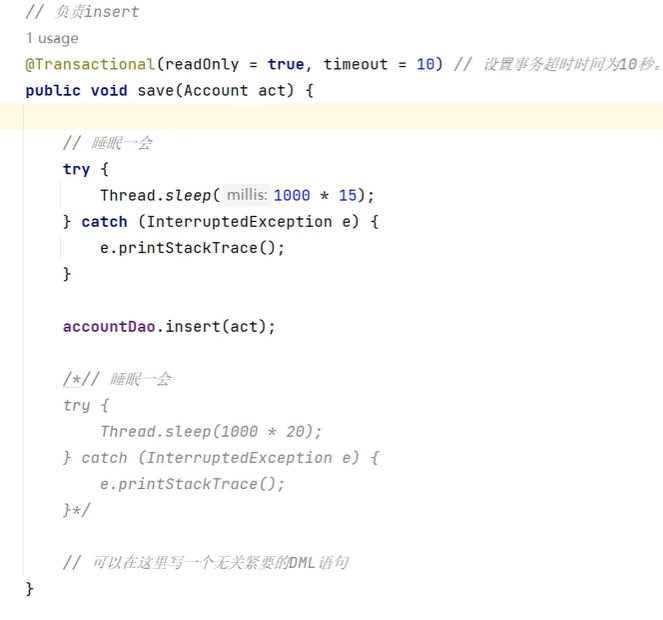 // 负责insert
1 usage
@Transactional(readOnly = true, timeout = 10) // 设置事务超时时间为10秒。
public void save(Account act) {
// 睡眠一会
try {
Thread.sleep( millis: 1000 * 15);
} catch (InterruptedException e) {
e.printStackTrace();
}
accountDao.insert(act);
/*// 睡眠一会
try {
Thread.sleep(1000 * 20);
} catch (InterruptedException e) {
e.printStackTrace();
}*/
// 可以在这里写一个无关紧要的DML语句
}